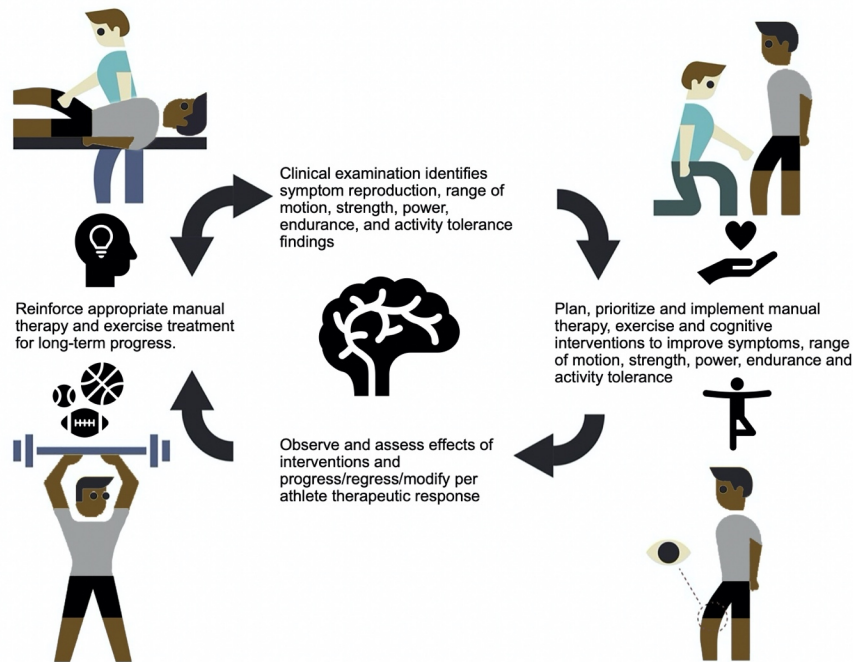 Clinical examination identifies
symptom reproduction, range of
motion, strength, power,
endurance, and activity tolerance
findings
Reinforce appropriate manual
therapy and exercise treatment
for long-term progress.
Plan, prioritize and implement manual
therapy, exercise and cognitive
interventions to improve symptoms, range
of motion, strength, power, endurance and
activity tolerance
Observe and assess effects of
interventions and
progress/regress/modify per
athlete therapeutic response